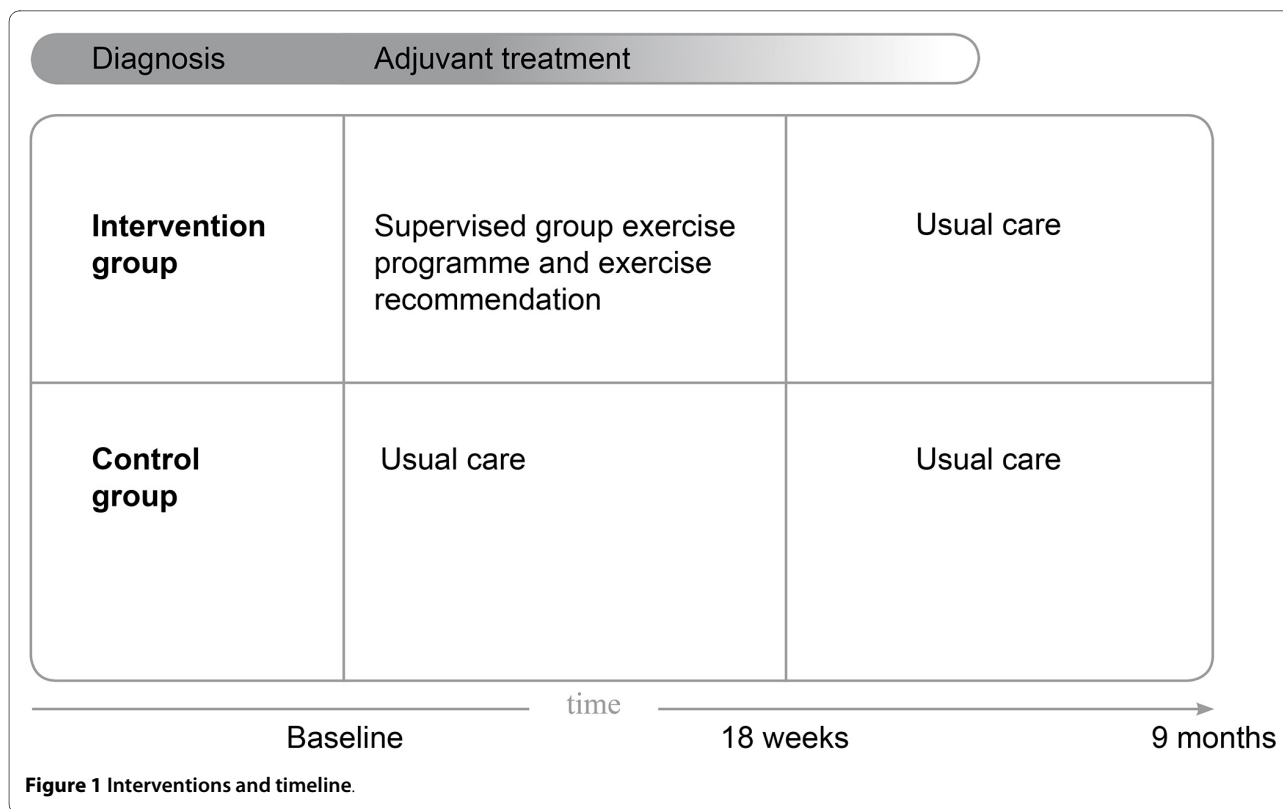 Diagnosis Adjuvant treatment
Intervention
group
Supervised group exercise
programme and exercise
recommendation
Usual care
Control
group
Usual care
Usual care
time
Baseline 18 weeks 9 months
Figure 1 Interventions and timeline.